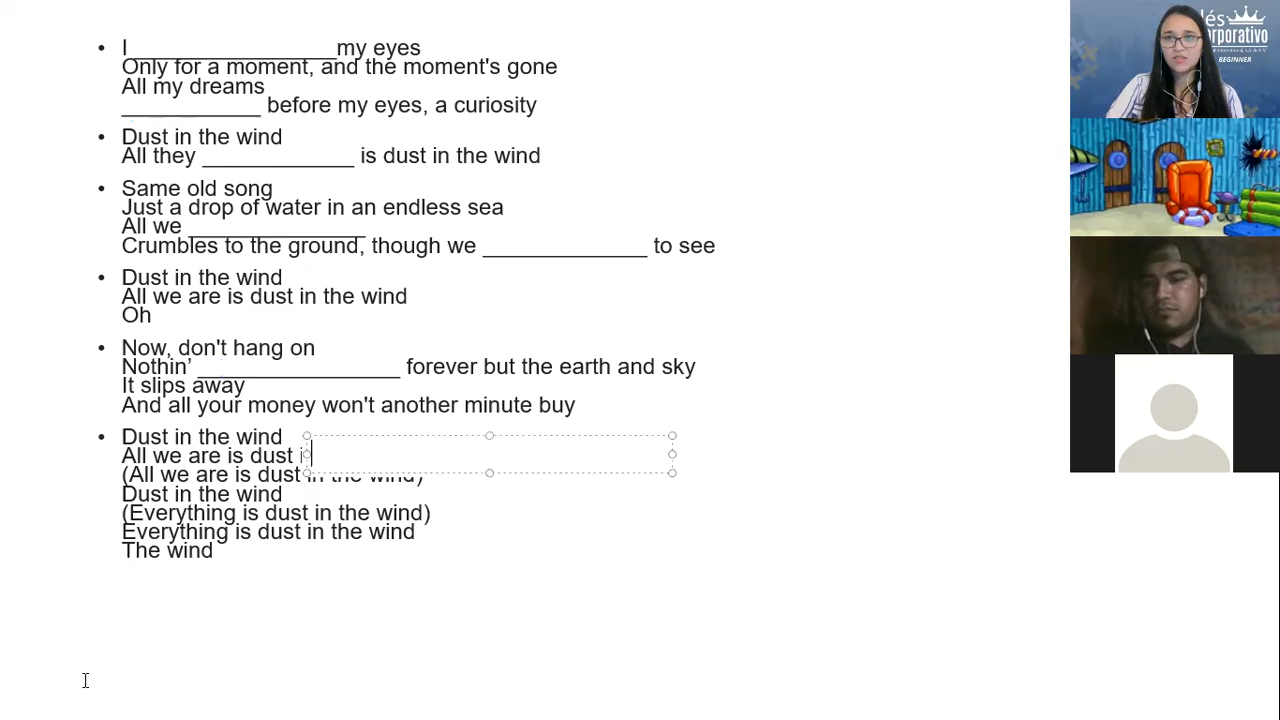 I _________________my eyes
Only for a moment, and the moment's gone
All my dreams
____________ before my eyes, a curiosity
Dust in the wind
All they _____________ is dust in the wind
Same old song
Just a drop of water in an endless sea
All we _______________
Crumbles to the ground, though we ______________ to see
Dust in the wind
All we are is dust in the wind
Oh
Now, don't hang on
Nothin' _________________ forever but the earth and sky
It slips away
And all your money won't another minute buy
Dust in the wind
All we are is dust
(All we are is dust in the wind)
Dust in the wind
(Everything is dust in the wind)
Everything is dust in the wind
The wind
BEGINNER